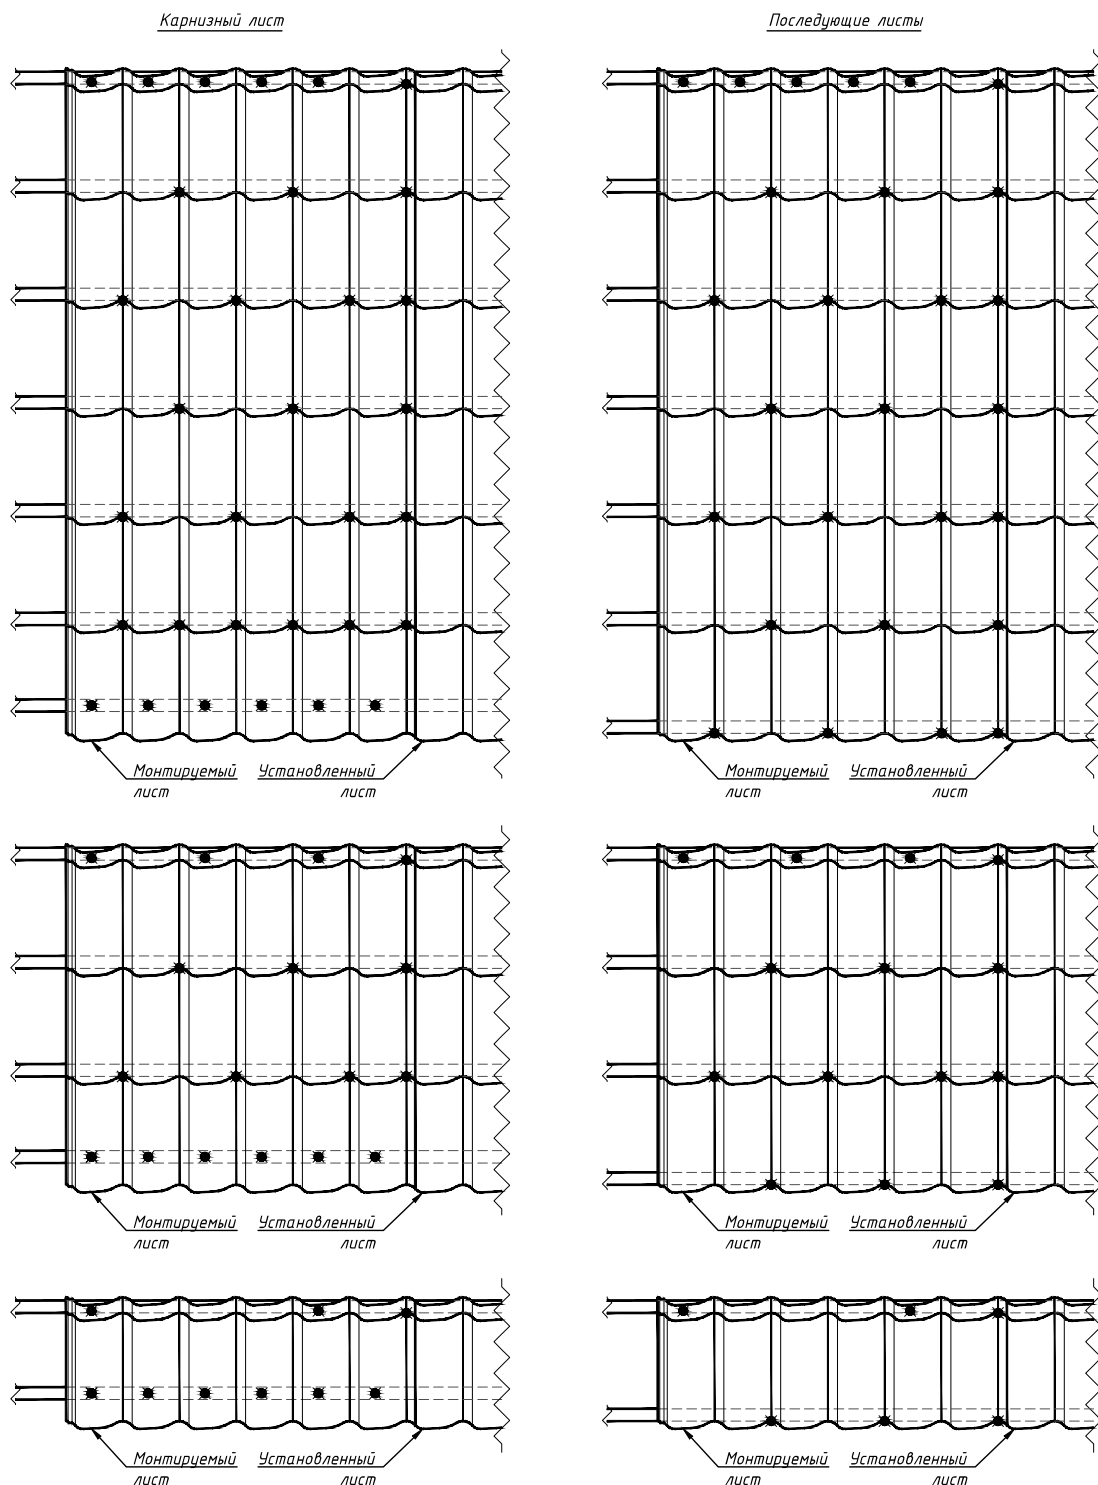 Карнизный лист
Последующие листы
Монтируемый
лист
Установленный
лист
Монтируемый
лист
Установленный
лист
Монтируемый
лист
Установленный
лист
Монтируемый
лист
Установленный
лист
Монтируемый
лист
Установленный
лист
Монтируемый
лист
Установленный
лист